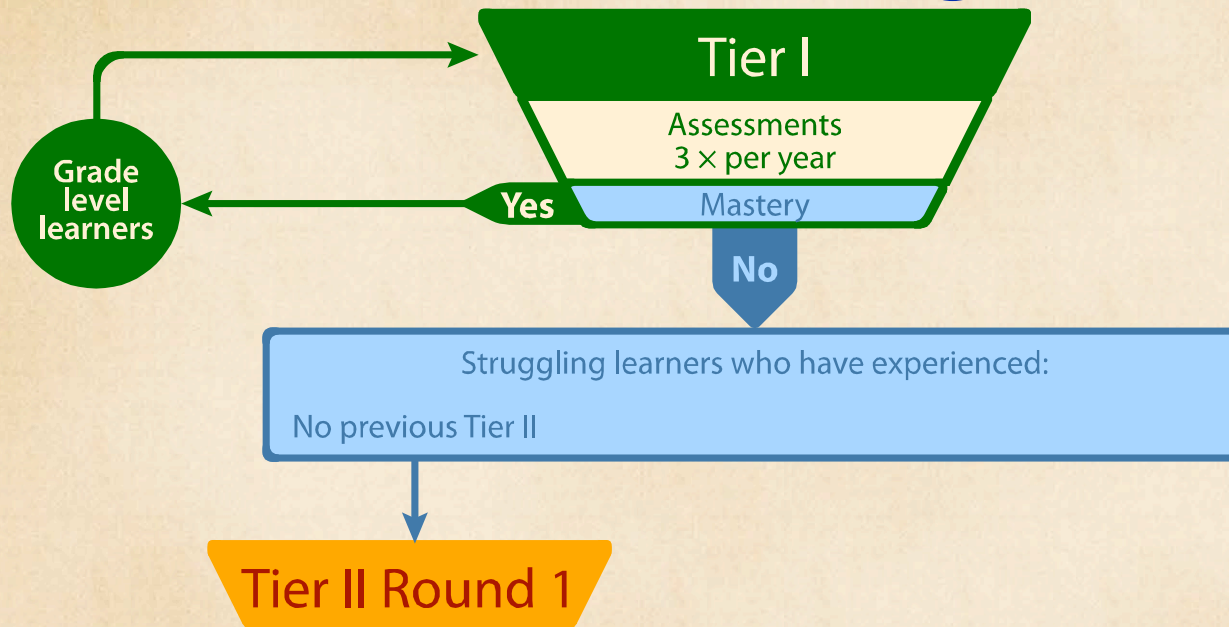 Tier I
Assessments
3 × per year
Mastery
Yes
Grade
level
learners
No
Struggling learners who have experienced:
No previous Tier II
Tier II Round 1